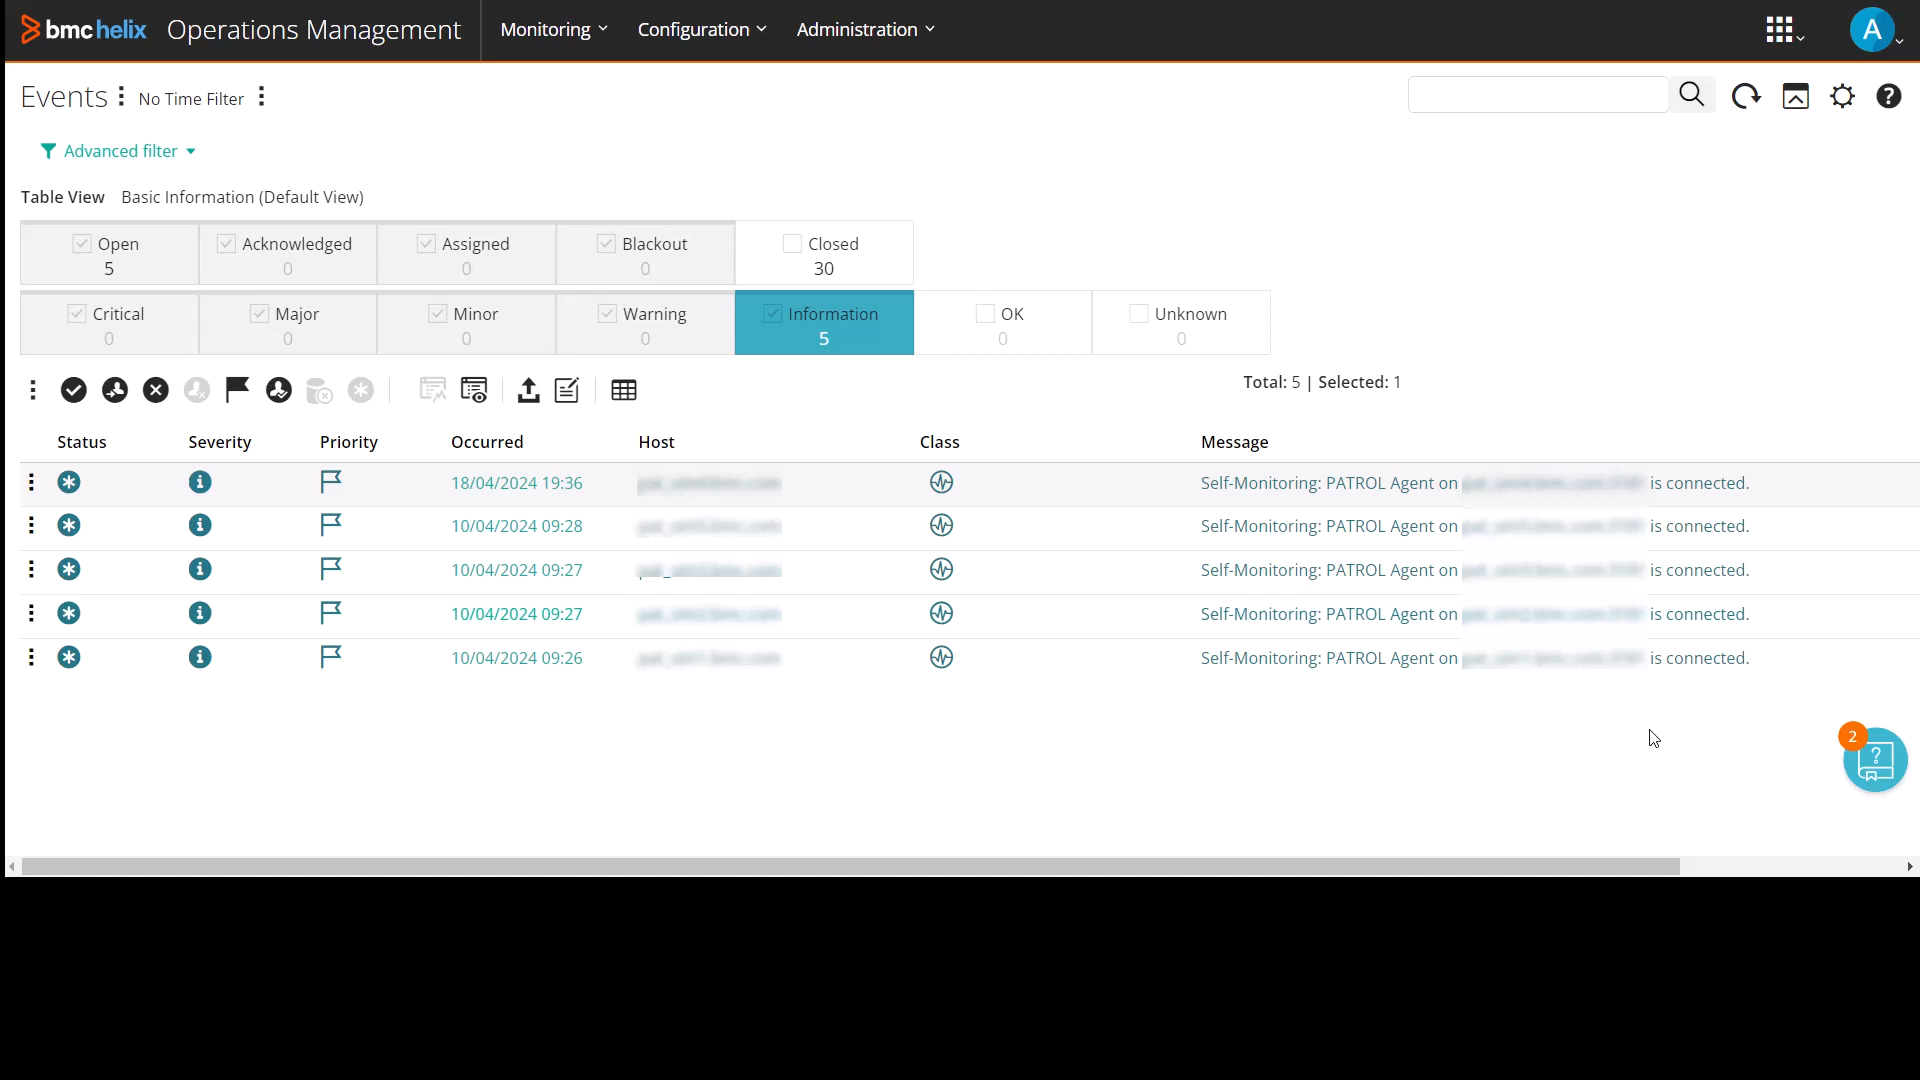 bmc helix Operations Management Monitoring Configuration Administration A
Events No Time Filter
Advanced filter
Table View Basic Information (Default View)
Open Acknowledged Assigned Blackout Closed
5 0 0 0 30
Critical Major Minor Warning Information OK Unknown
0 0 0 0 5 0 0
Total: 5 | Selected: 1
Status Severity Priority Occurred Host Class Message
18/04/2024 19:36 Self-Monitoring: PATROL Agent on is connected.
10/04/2024 09:28 Self-Monitoring: PATROL Agent on is connected.
10/04/2024 09:27 Self-Monitoring: PATROL Agent on is connected.
10/04/2024 09:27 Self-Monitoring: PATROL Agent on is connected.
10/04/2024 09:26 Self-Monitoring: PATROL Agent on is connected.
2